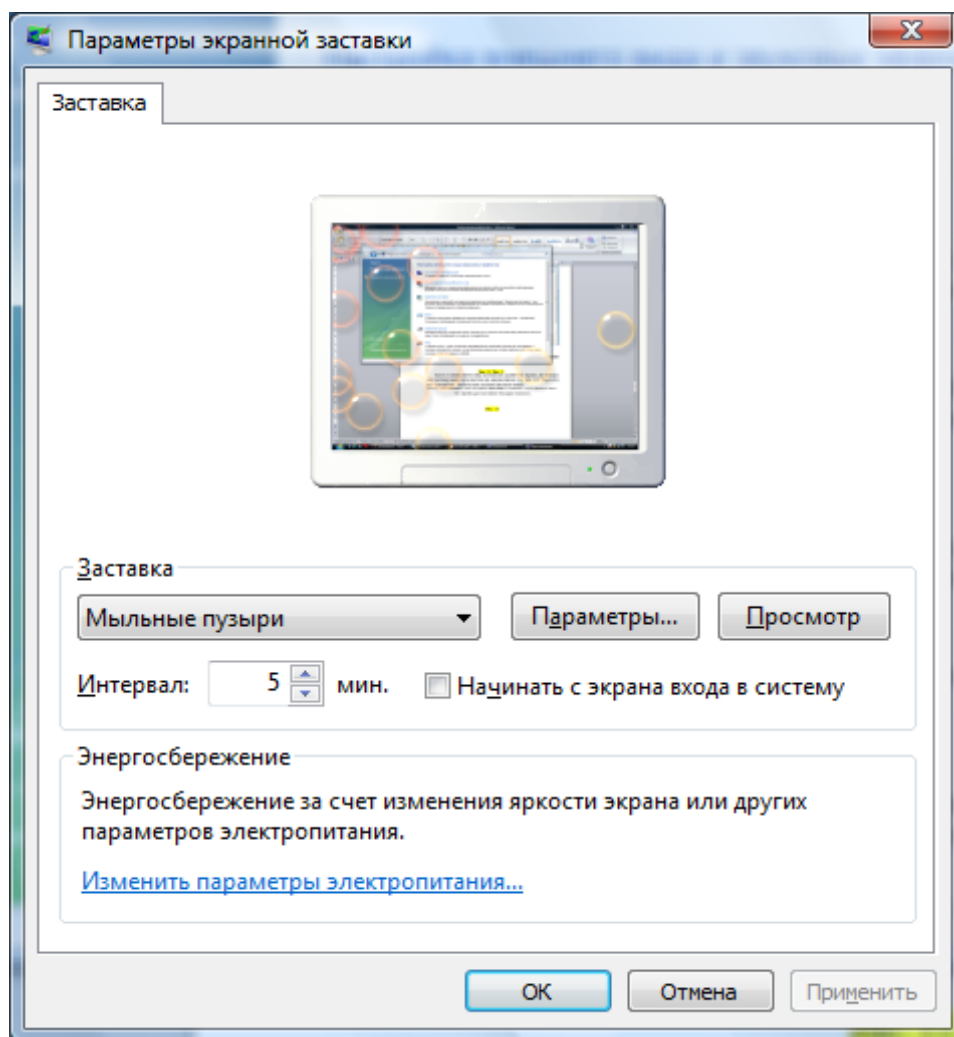 Параметры экранной заставки
Заставка
Заставка
Мыльные пузыри
Параметры...
Просмотр
Интервал: 5 мин. Начинать с экрана входа в систему
Энергосбережение
Энергосбережение за счет изменения яркости экрана или других
параметров электропитания.
Изменить параметры электропитания...
ОК
Отмена
Применить